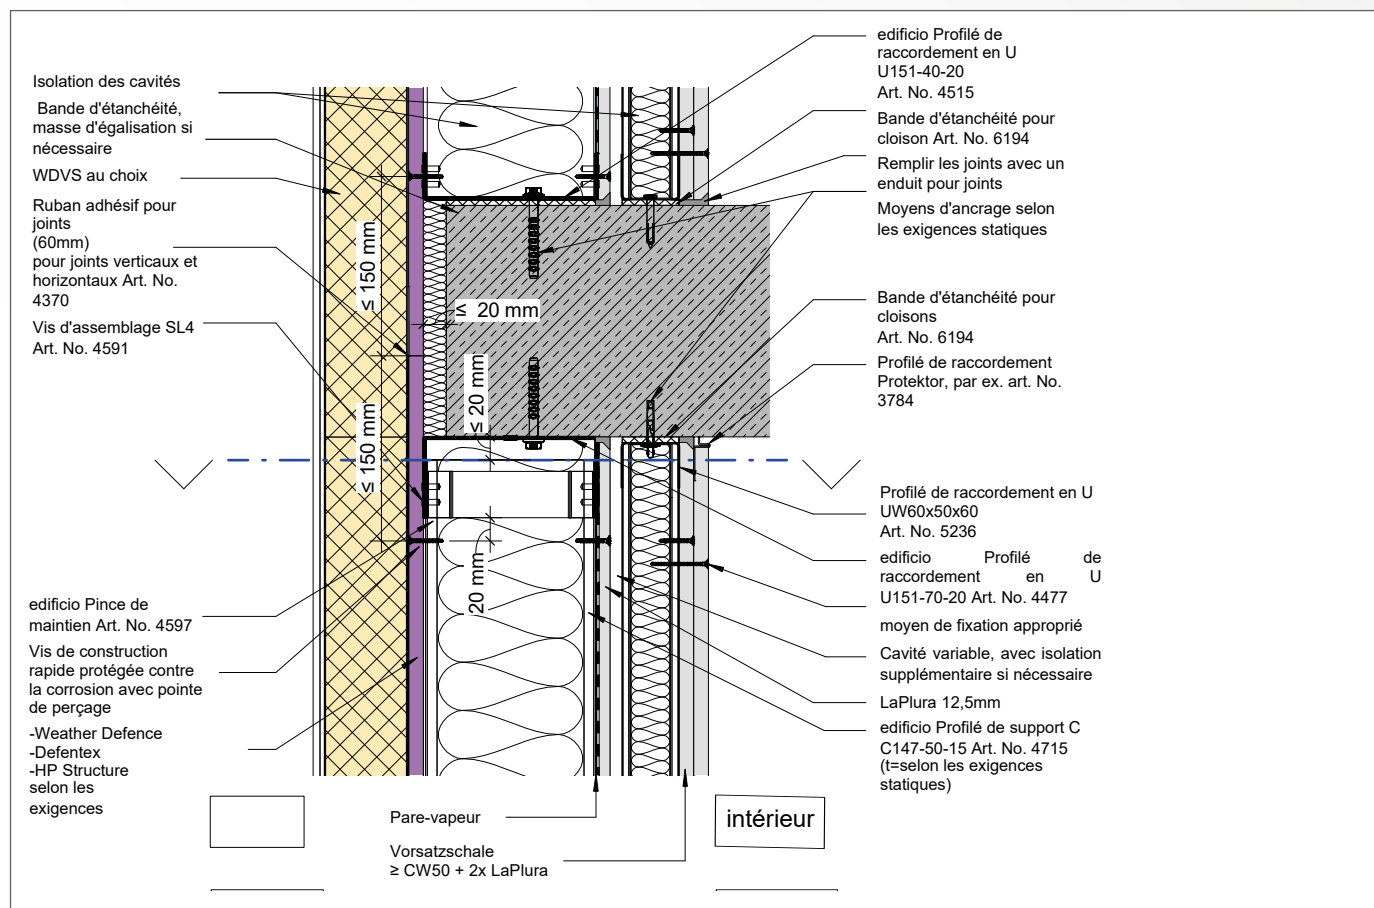 Isolation des cavités
Bande d'étanchéité,
masse d'égalisation si
nécessaire
WDVS au choix
Ruban adhésif pour
joints
(60mm)
pour joints verticaux et
horizontaux Art. No.
4370
Vis d'assemblage SL4
Art. No. 4591
edificio Pince de
maintien Art. No. 4597
Vis de construction
rapide protégée contre
la corrosion avec pointe
de perçage
-Weather Defence
-Defentex
-HP Structure
selon les
exigences
≤ 150 mm
≤ 20 mm
≤ 20 mm
≤ 150 mm
20 mm
Pare-vapeur
Vorsatzschale
≥ CW50 + 2x LaPlura
edificio Profilé de
raccordement en U
U151-40-20
Art. No. 4515
Bande d'étanchéité pour
cloison Art. No. 6194
Remplir les joints avec un
enduit pour joints
Moyens d'ancrage selon
les exigences statiques
Bande d'étanchéité pour
cloisons
Art. No. 6194
Profilé de raccordement
Protektor, par ex. art. No.
3784
Profilé de raccordement en U
UW60x50x60
Art. No. 5236
edificio Profilé de
raccordement en U
U151-70-20 Art. No. 4477
moyen de fixation approprié
Cavité variable, avec isolation
supplémentaire si nécessaire
LaPlura 12,5mm
edificio Profilé de support C
C147-50-15 Art. No. 4715
(t=selon les exigences
statiques)
intérieur